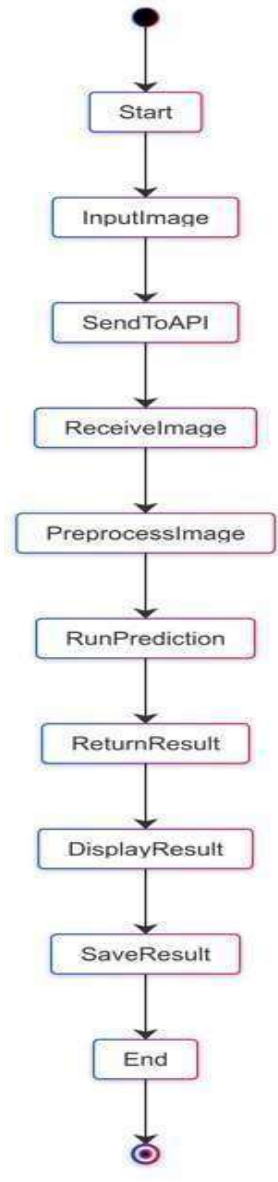 Start
InputImage
SendToAPI
ReceiveImage
PreprocessImage
RunPrediction
ReturnResult
DisplayResult
SaveResult
End